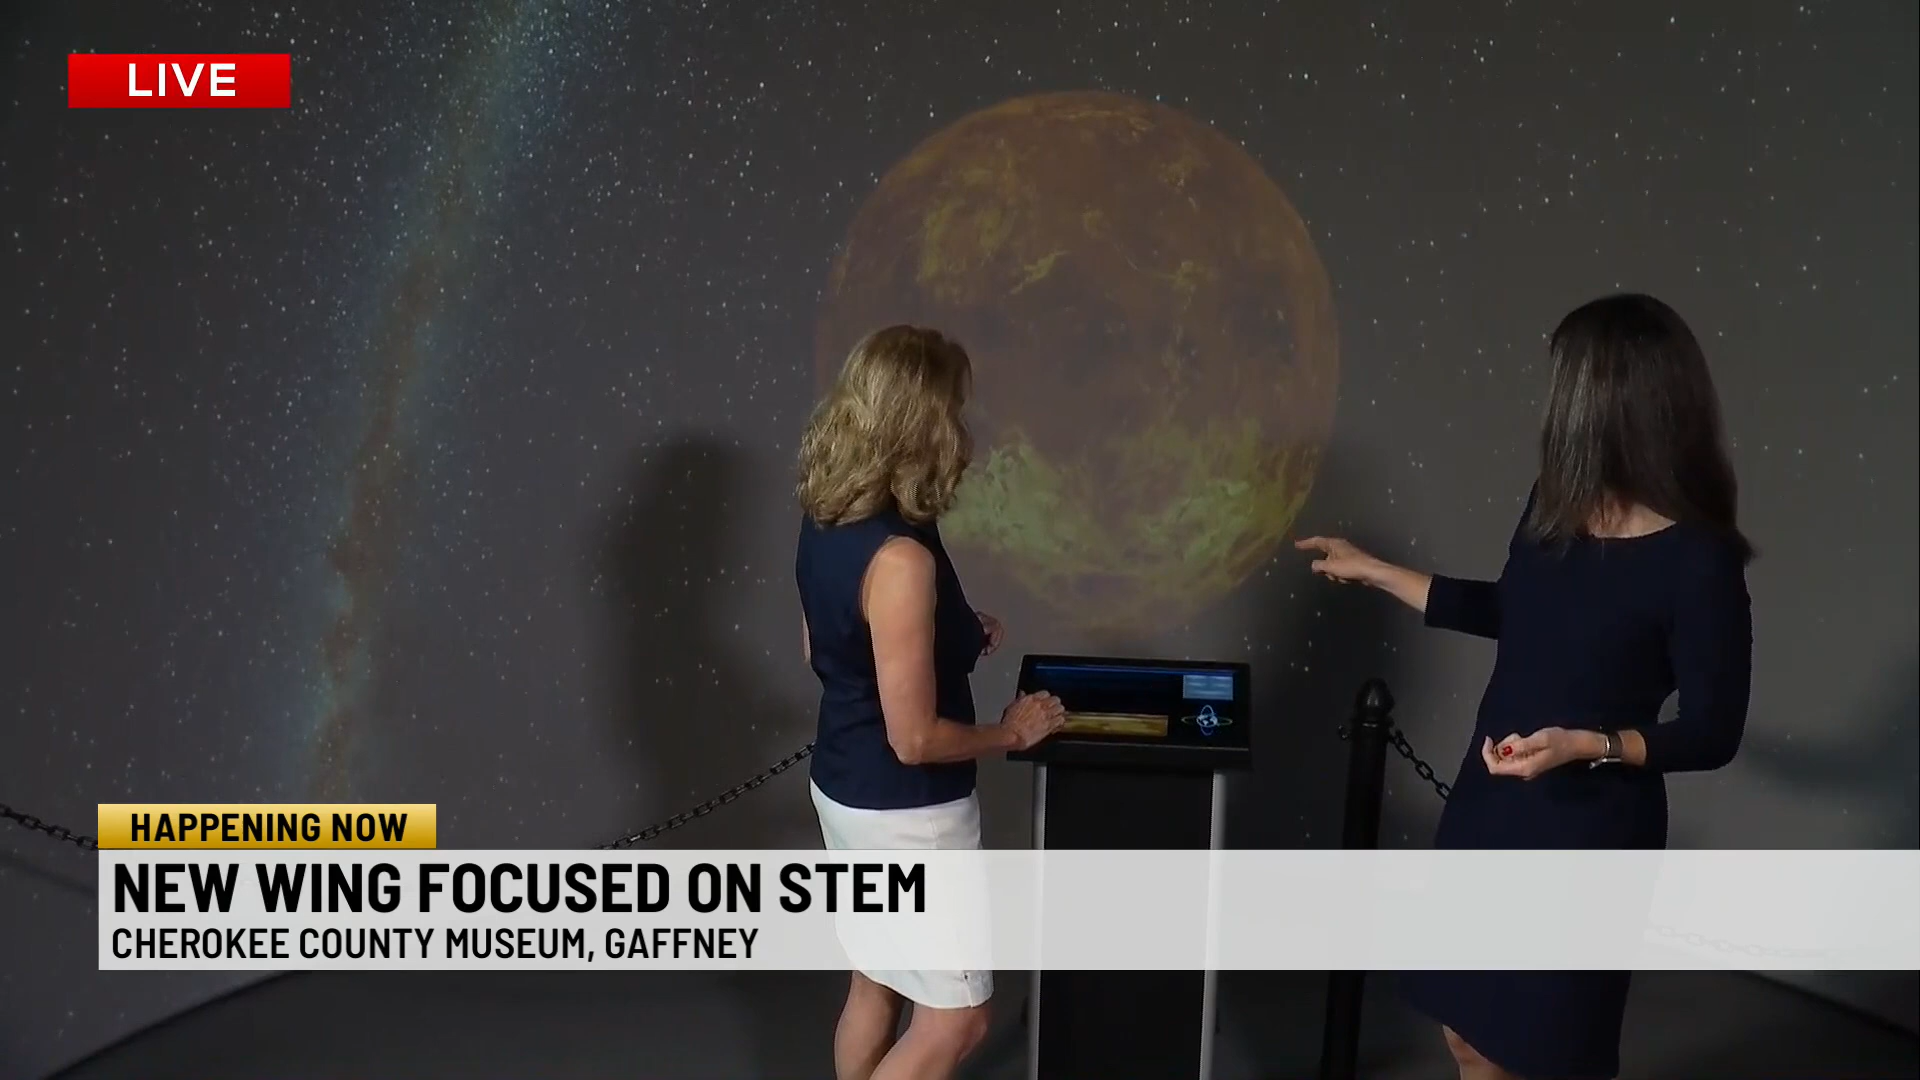 LIVE
HAPPENING NOW
NEW WING FOCUSED ON STEM
CHEROKEE COUNTY MUSEUM, GAFFNEY